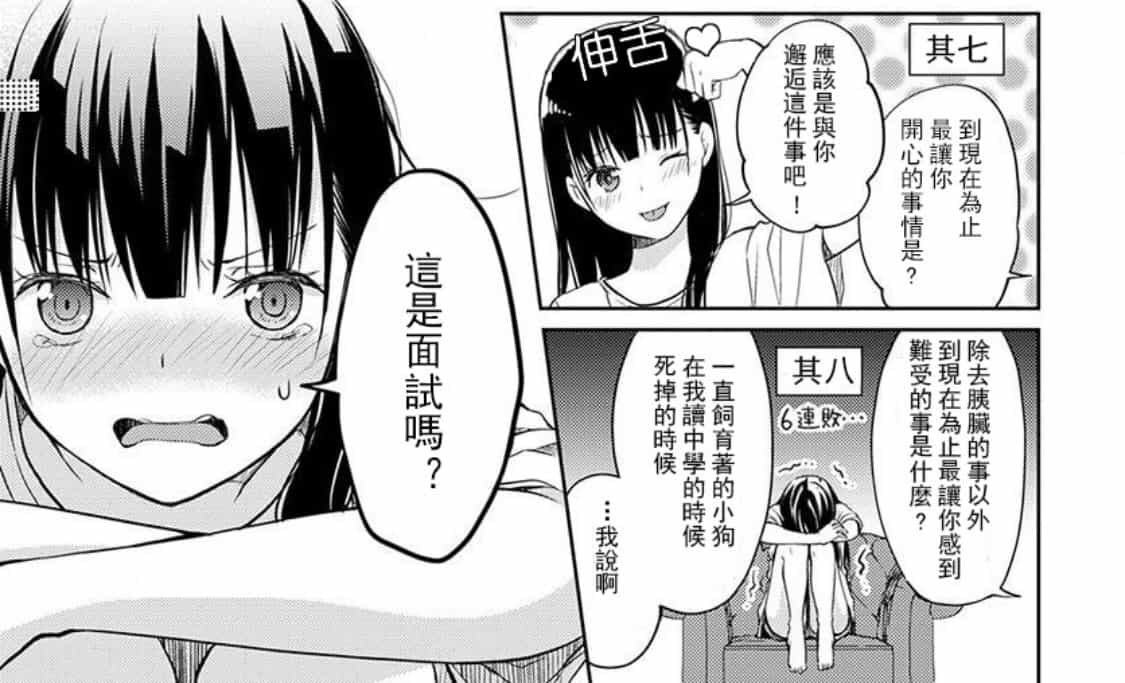 其七
到現在為止
最讓你
開心的事情是？
應該是與你
邂逅這件事吧！
伸舌♡
其八
除去胰臟的事以外
到現在為止最讓你感到
難受的事是什麼？
6連敗…
一直飼育著的小狗
在我讀中學的時候
死掉的時候
…我說啊
這是面試嗎？